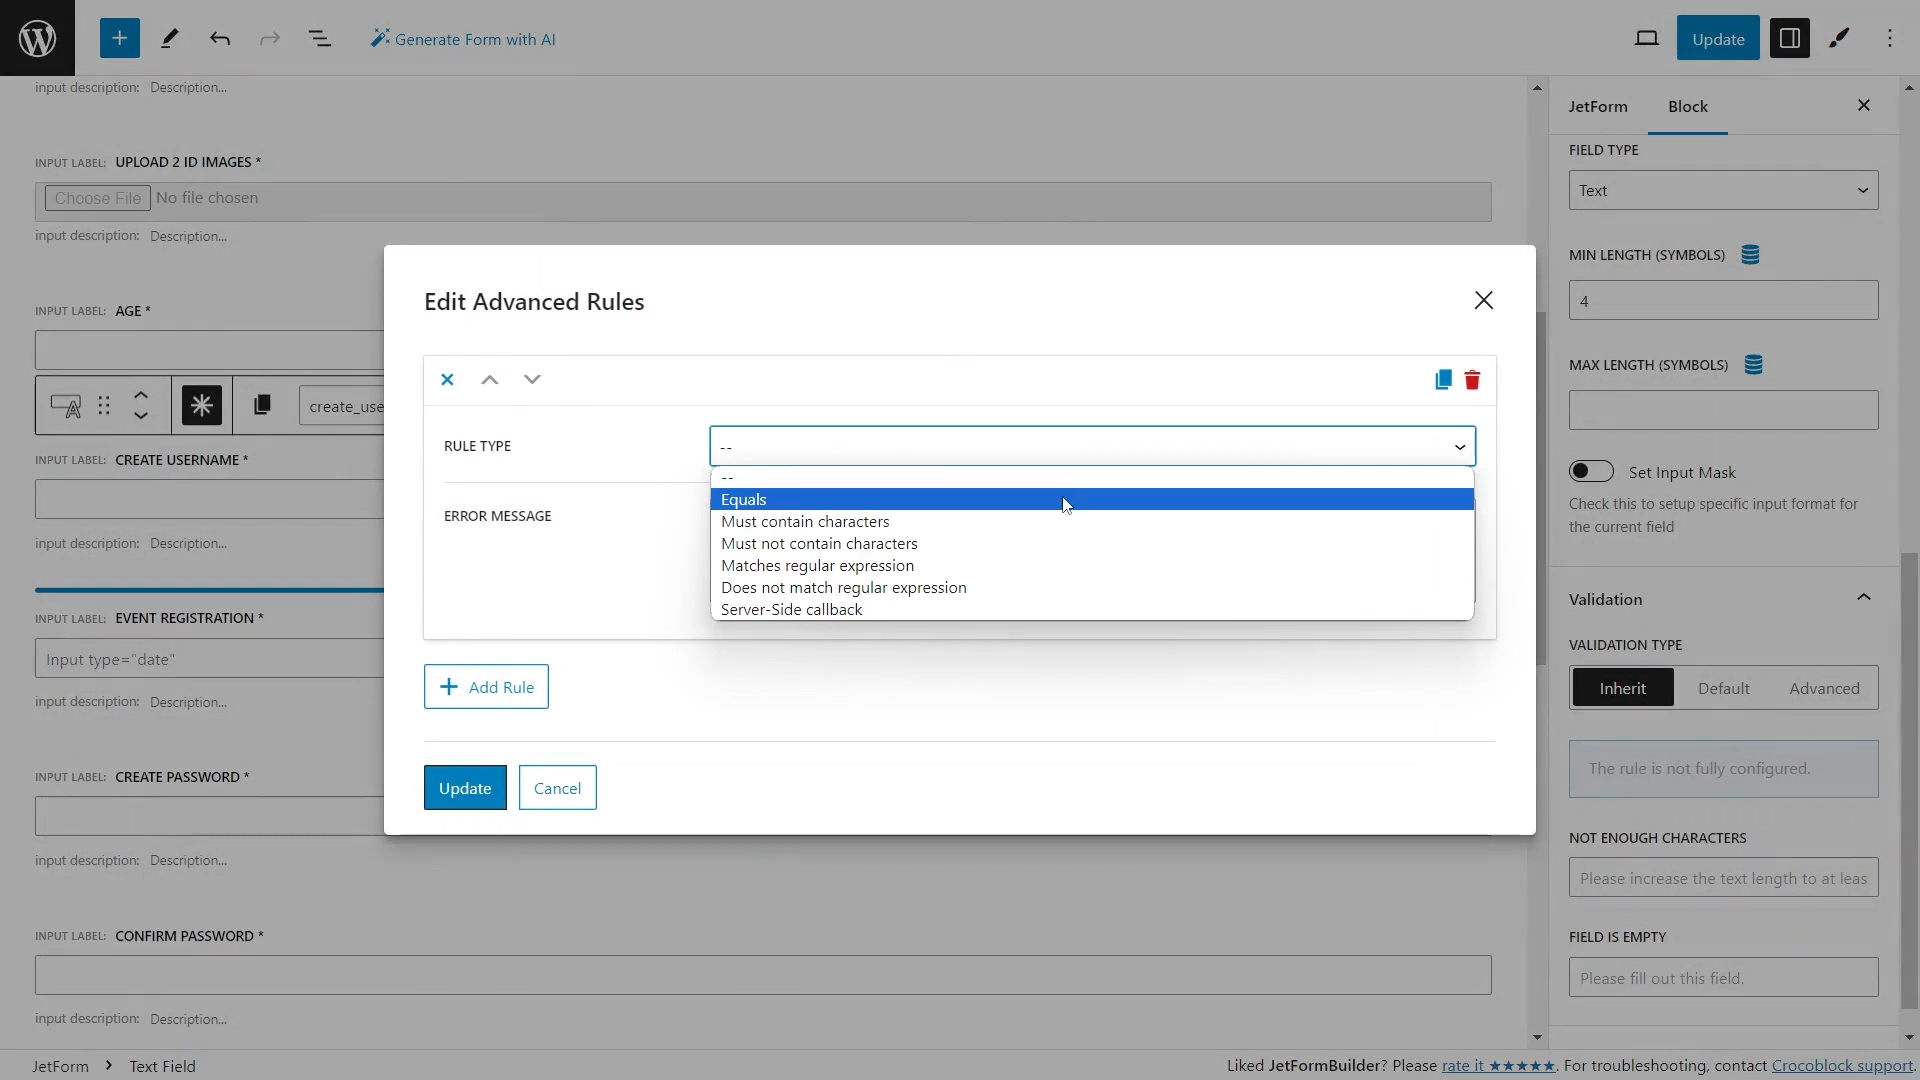 Generate Form with AI
Update
input description: Description...
INPUT LABEL: UPLOAD 2 ID IMAGES *
Choose File No file chosen
input description: Description...
INPUT LABEL: AGE *
create_use
INPUT LABEL: CREATE USERNAME *
input description: Description...
INPUT LABEL: EVENT REGISTRATION *
Input type="date"
input description: Description...
INPUT LABEL: CREATE PASSWORD *
input description: Description...
INPUT LABEL: CONFIRM PASSWORD *
input description: Description...
Edit Advanced Rules
RULE TYPE
--
--
Equals
ERROR MESSAGE
Must contain characters
Must not contain characters
Matches regular expression
Does not match regular expression
Server-Side callback
Add Rule
Update Cancel
JetForm Block
FIELD TYPE
Text
MIN LENGTH (SYMBOLS)
4
MAX LENGTH (SYMBOLS)
Set Input Mask
Check this to setup specific input format for
the current field
Validation
VALIDATION TYPE
Inherit Default Advanced
The rule is not fully configured.
NOT ENOUGH CHARACTERS
Please increase the text length to at leas
FIELD IS EMPTY
Please fill out this field.
JetForm > Text Field
Liked JetFormBuilder? Please rate it ★★★★★. For troubleshooting, contact Crocoblock support.